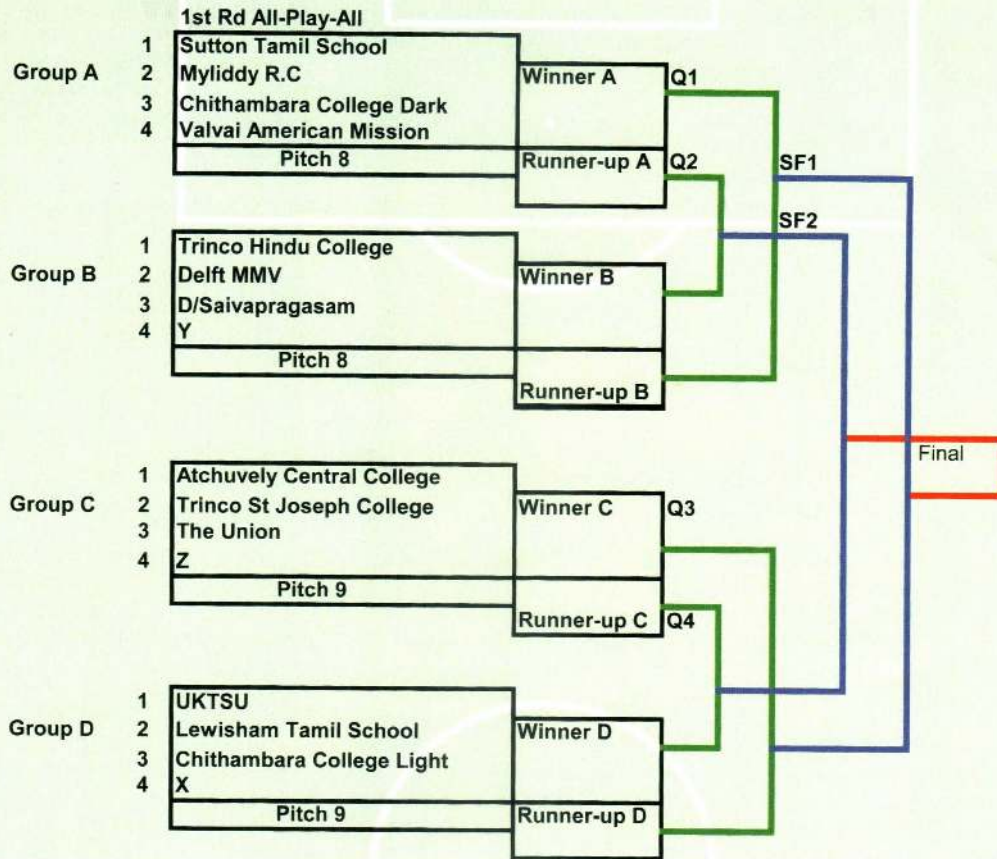 1st Rd All-Play-All
Group A
1 Sutton Tamil School
2 Myliddy R.C
3 Chithambara College Dark
4 Valvai American Mission
Pitch 8
Winner A
Q1
Runner-up A
Q2
SF1
SF2
Group B
1 Trinco Hindu College
2 Delft MMV
3 D/Saivapragasam
4 Y
Pitch 8
Winner B
Runner-up B
Final
Group C
1 Atchuvely Central College
2 Trinco St Joseph College
3 The Union
4 Z
Pitch 9
Winner C
Q3
Runner-up C
Q4
Group D
1 UKTSU
2 Lewisham Tamil School
3 Chithambara College Light
4 X
Pitch 9
Winner D
Runner-up D